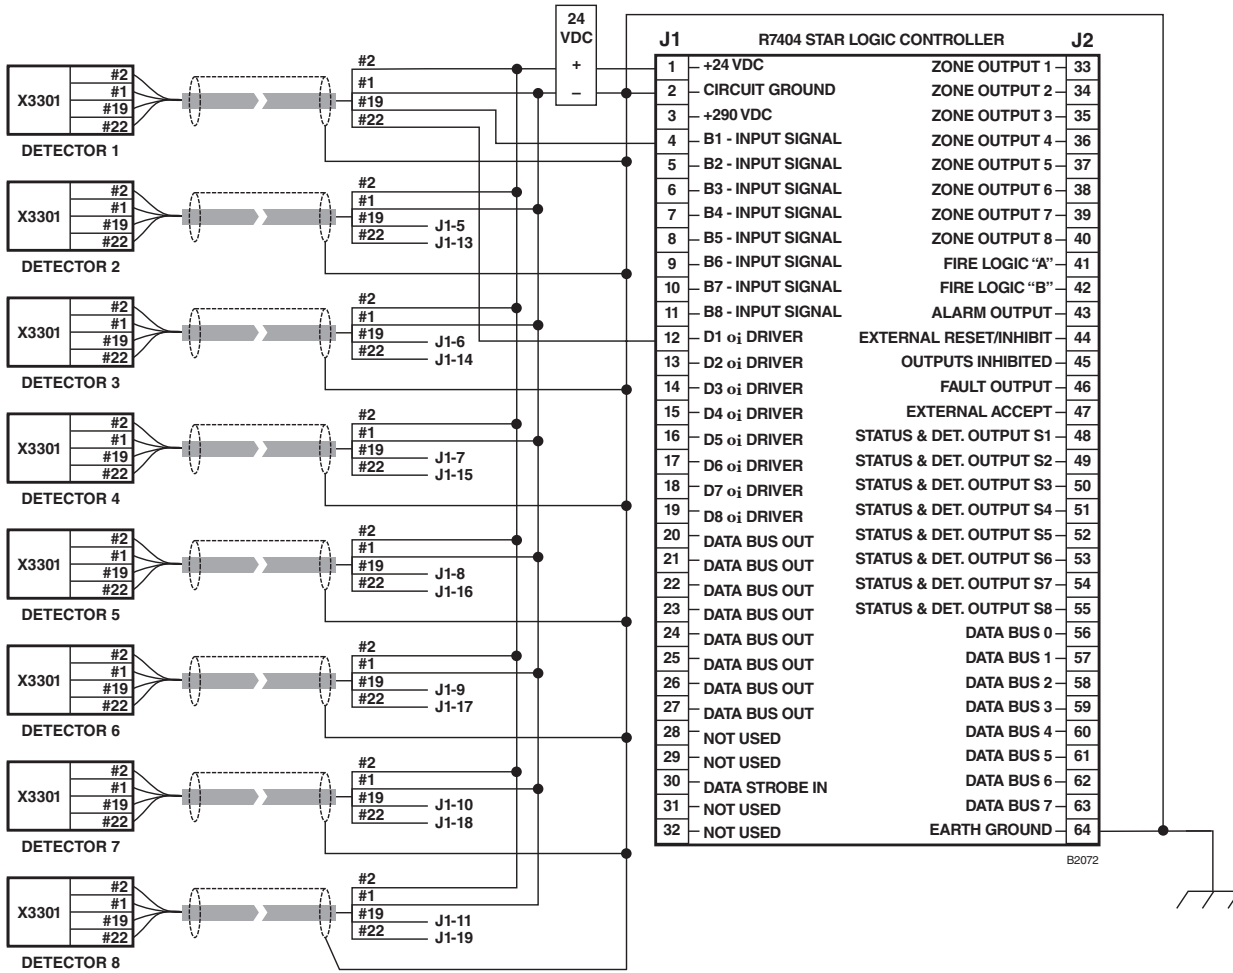 24
VDC
+
–
J1
R7404 STAR LOGIC CONTROLLER
J2
X3301
#2
#1
#19
#22
DETECTOR 1
#2
#1
#19
#22
X3301
#2
#1
#19
#22
DETECTOR 2
#2
#1
#19
#22
J1-5
J1-13
X3301
#2
#1
#19
#22
DETECTOR 3
#2
#1
#19
#22
J1-6
J1-14
X3301
#2
#1
#19
#22
DETECTOR 4
#2
#1
#19
#22
J1-7
J1-15
X3301
#2
#1
#19
#22
DETECTOR 5
#2
#1
#19
#22
J1-8
J1-16
X3301
#2
#1
#19
#22
DETECTOR 6
#2
#1
#19
#22
J1-9
J1-17
X3301
#2
#1
#19
#22
DETECTOR 7
#2
#1
#19
#22
J1-10
J1-18
X3301
#2
#1
#19
#22
DETECTOR 8
#2
#1
#19
#22
J1-11
J1-19
1 +24 VDC
2 CIRCUIT GROUND
3 +290 VDC
4 B1 - INPUT SIGNAL
5 B2 - INPUT SIGNAL
6 B3 - INPUT SIGNAL
7 B4 - INPUT SIGNAL
8 B5 - INPUT SIGNAL
9 B6 - INPUT SIGNAL
10 B7 - INPUT SIGNAL
11 B8 - INPUT SIGNAL
12 D1 oi DRIVER
13 D2 oi DRIVER
14 D3 oi DRIVER
15 D4 oi DRIVER
16 D5 oi DRIVER
17 D6 oi DRIVER
18 D7 oi DRIVER
19 D8 oi DRIVER
20 DATA BUS OUT
21 DATA BUS OUT
22 DATA BUS OUT
23 DATA BUS OUT
24 DATA BUS OUT
25 DATA BUS OUT
26 DATA BUS OUT
27 DATA BUS OUT
28 NOT USED
29 NOT USED
30 DATA STROBE IN
31 NOT USED
32 NOT USED
ZONE OUTPUT 1 33
ZONE OUTPUT 2 34
ZONE OUTPUT 3 35
ZONE OUTPUT 4 36
ZONE OUTPUT 5 37
ZONE OUTPUT 6 38
ZONE OUTPUT 7 39
ZONE OUTPUT 8 40
FIRE LOGIC “A” 41
FIRE LOGIC “B” 42
ALARM OUTPUT 43
EXTERNAL RESET/INHIBIT 44
OUTPUTS INHIBITED 45
FAULT OUTPUT 46
EXTERNAL ACCEPT 47
STATUS & DET. OUTPUT S1 48
STATUS & DET. OUTPUT S2 49
STATUS & DET. OUTPUT S3 50
STATUS & DET. OUTPUT S4 51
STATUS & DET. OUTPUT S5 52
STATUS & DET. OUTPUT S6 53
STATUS & DET. OUTPUT S7 54
STATUS & DET. OUTPUT S8 55
DATA BUS 0 56
DATA BUS 1 57
DATA BUS 2 58
DATA BUS 3 59
DATA BUS 4 60
DATA BUS 5 61
DATA BUS 6 62
DATA BUS 7 63
EARTH GROUND 64
B2072